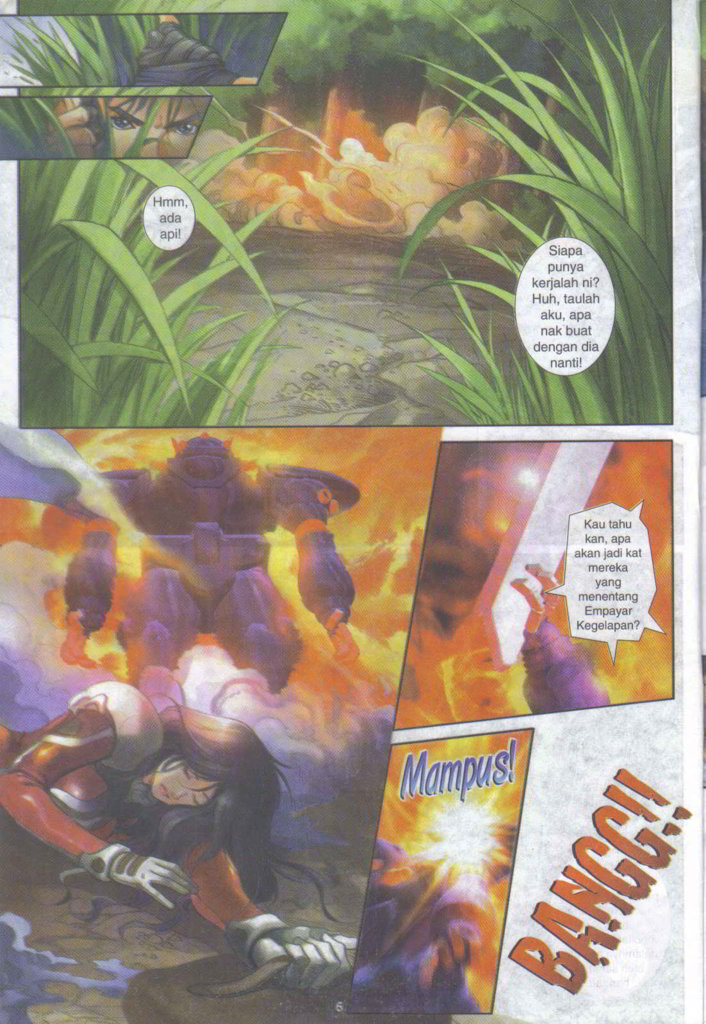 Hmm,
ada
api!
Siapa
punya
kerjalah ni?
Huh, taulah
aku, apa
nak buat
dengan dia
nanti!
Kau tahu
kan, apa
akan jadi kat
mereka
yang
menentang
Empayar
Kegelapan?
Mampus!
BANGG!!
6